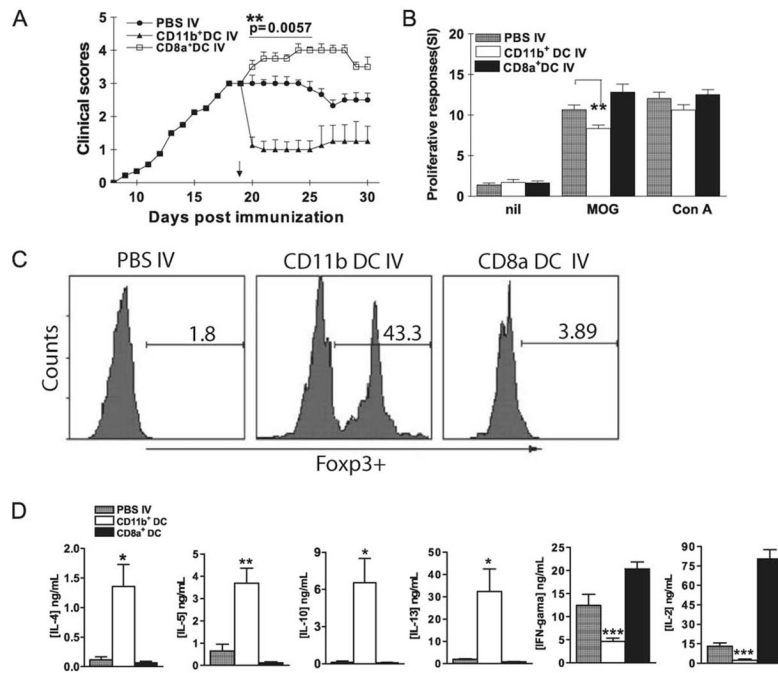 A
**
p=0.0057
PBS IV
CD11b+DC IV
CD8a+DC IV
Clinical scores
5
4
3
2
1
0
10 15 20 25 30
Days post immunization
B
PBS IV
CD11b+ DC IV
CD8a+DC IV
Proliferative responses(SI)
20
15
10
5
0
**
nil MOG Con A
C
PBS IV CD11b DC IV CD8a DC IV
Counts
1.8 43.3 3.89
Foxp3+
D
PBS IV
CD11b+ DC
CD8a+ DC
[IL-4] ng/mL
2.0
1.5
1.0
0.5
0.0
*
[IL-5] ng/mL
5
4
3
2
1
0
**
[IL-10] ng/mL
10
9
6
3
0
*
[IL-13] ng/mL
50
40
30
20
10
0
*
[IFN-gama] ng/mL
25
20
15
10
5
0
***
[IL-2] ng/mL
90
75
60
45
30
15
0
***